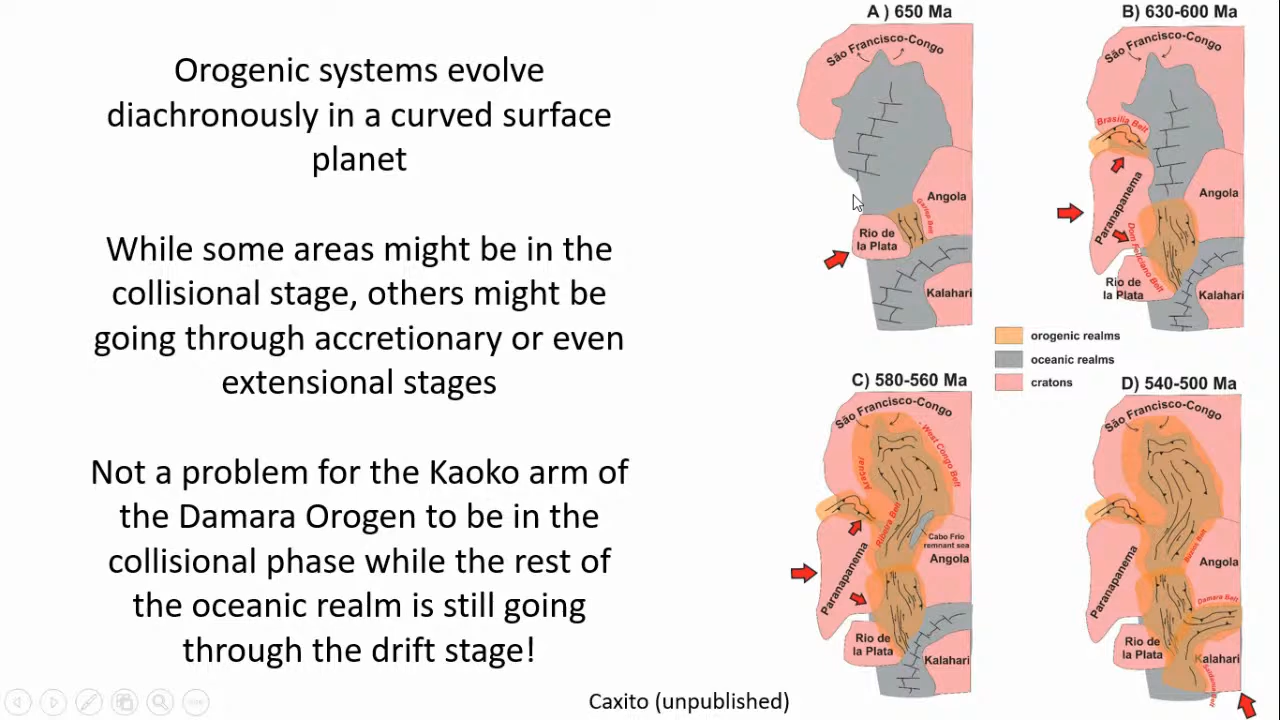 Orogenic systems evolve
diachronously in a curved surface
planet
While some areas might be in the
collisional stage, others might be
going through accretionary or even
extensional stages
Not a problem for the Kaoko arm of
the Damara Orogen to be in the
collisional phase while the rest of
the oceanic realm is still going
through the drift stage!
Caxito (unpublished)
A ) 650 Ma
São Francisco-Congo
Angola
Rio de
la Plata
Kalahari
B) 630-600 Ma
São Francisco-Congo
Brasília Belt
Paranapanema
Angola
Dom Feliciano Belt
Rio de
la Plata
Kalahari
orogenic realms
oceanic realms
cratons
C) 580-560 Ma
São Francisco-Congo
West Congo Belt
Araçuaí
Ribeira Belt
Cabo Frio
remnant sea
Paranapanema
Angola
Rio de
la Plata
Kalahari
D) 540-500 Ma
São Francisco-Congo
Angola
Paranapanema
Damara Belt
Rio de
la Plata
Kalahari